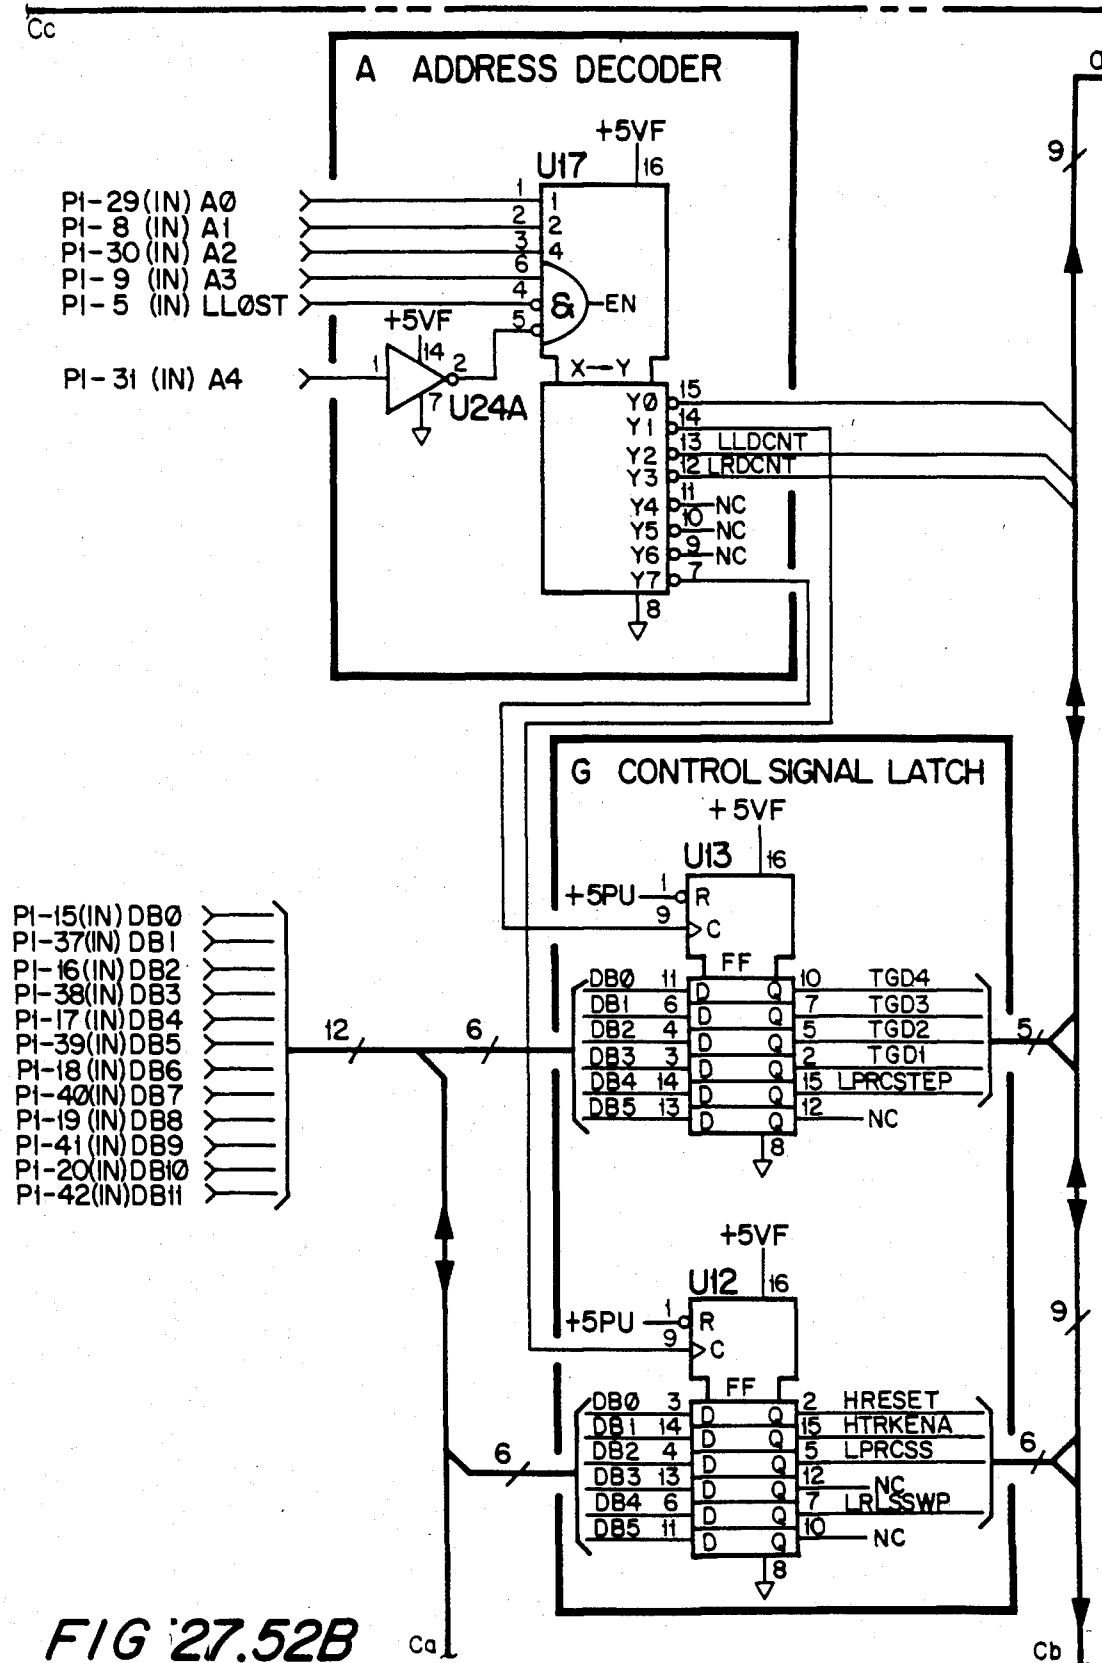 Cc
A ADDRESS DECODER
+5VF
U17
16
9
P1-29(IN) AØ 1 1
P1-8 (IN) A1 2 2
P1-30(IN) A2 3 4
P1-9 (IN) A3 6
P1-5 (IN) LLØST 4 & EN
5
+5VF
14
P1-31 (IN) A4 1 2
7 U24A
X—Y
YØ 15
Y1 14
Y2 13 LLDCNT
Y3 12 LRDCNT
Y4 11 NC
Y5 10 NC
Y6 9 NC
Y7 7
8
G CONTROL SIGNAL LATCH
+5VF
U13
16
+5PU 1 R
9 C
FF
P1-15(IN) DBØ
P1-37(IN) DB1
P1-16(IN) DB2
P1-38(IN) DB3
P1-17(IN) DB4
P1-39(IN) DB5
P1-18(IN) DB6
P1-40(IN) DB7
P1-19(IN) DB8
P1-41(IN) DB9
P1-20(IN) DB1Ø
P1-42(IN) DB11
12
6
DBØ 11 D Q 10 TGD4
DB1 6 D Q 7 TGD3
DB2 4 D Q 5 TGD2
DB3 3 D Q 2 TGD1
DB4 14 D Q 15 LPRCSTEP
DB5 13 D Q 12 NC
5
8
+5VF
U12
16
+5PU 1 R
9 C
9
FF
DBØ 3 D Q 2 HRESET
DB1 14 D Q 15 HTRKENA
DB2 4 D Q 5 LPRCSS
DB3 13 D Q 12 NC
DB4 6 D Q 7 LRLSSWP
DB5 11 D Q 10 NC
6
6
8
FIG 27.52B
Ca
Cb